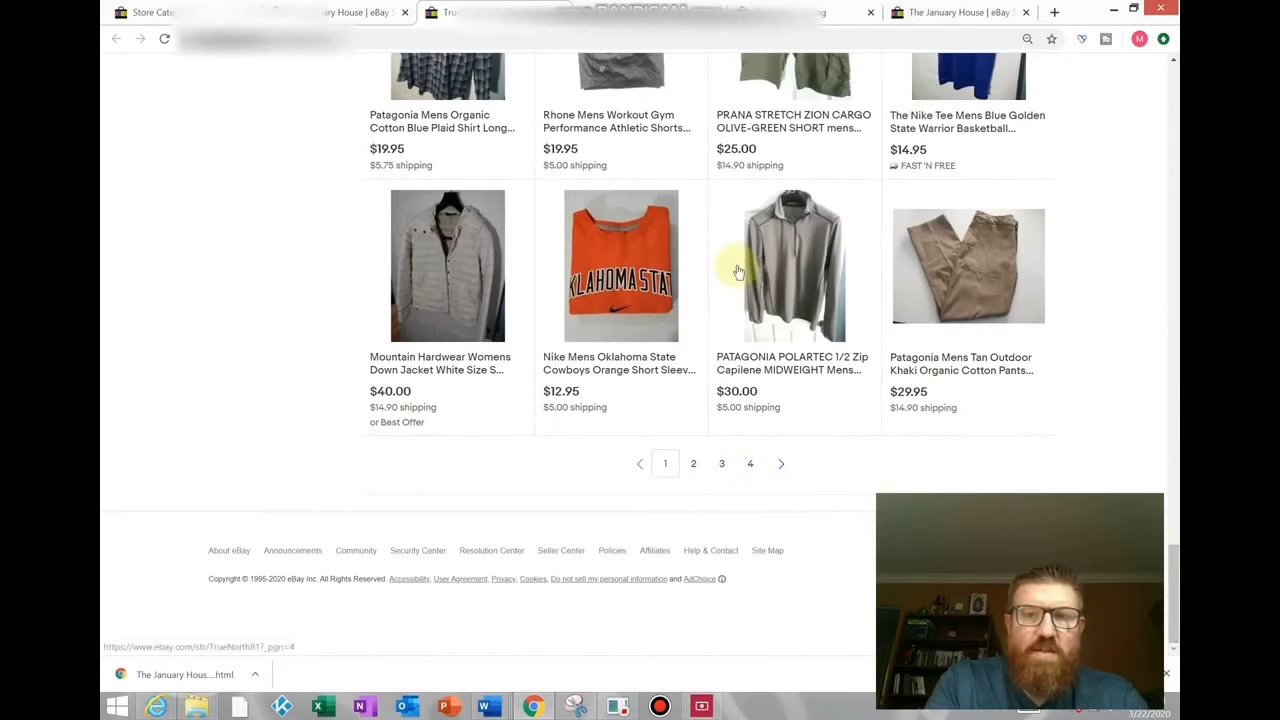 Store Cate
January House | eBay S
Tru
ng
The January House | eBay S
M
Patagonia Mens Organic
Cotton Blue Plaid Shirt Long...
$19.95
$5.75 shipping
Rhone Mens Workout Gym
Performance Athletic Shorts...
$19.95
$5.00 shipping
PRANA STRETCH ZION CARGO
OLIVE-GREEN SHORT mens...
$25.00
$14.90 shipping
The Nike Tee Mens Blue Golden
State Warrior Basketball...
$14.95
FAST 'N FREE
KLAHOMA STAT
Mountain Hardwear Womens
Down Jacket White Size S...
$40.00
$14.90 shipping
or Best Offer
Nike Mens Oklahoma State
Cowboys Orange Short Sleev...
$12.95
$5.00 shipping
PATAGONIA POLARTEC 1/2 Zip
Capilene MIDWEIGHT Mens...
$30.00
$5.00 shipping
Patagonia Mens Tan Outdoor
Khaki Organic Cotton Pants...
$29.95
$14.90 shipping
1 2 3 4
About eBay Announcements Community Security Center Resolution Center Seller Center Policies Affiliates Help & Contact Site Map
Copyright © 1995-2020 eBay Inc. All Rights Reserved. Accessibility, User Agreement, Privacy, Cookies, Do not sell my personal information and AdChoice
https://www.ebay.com/str/TrueNorth81?_pgn=4
The January Hous....html
3/22/2020